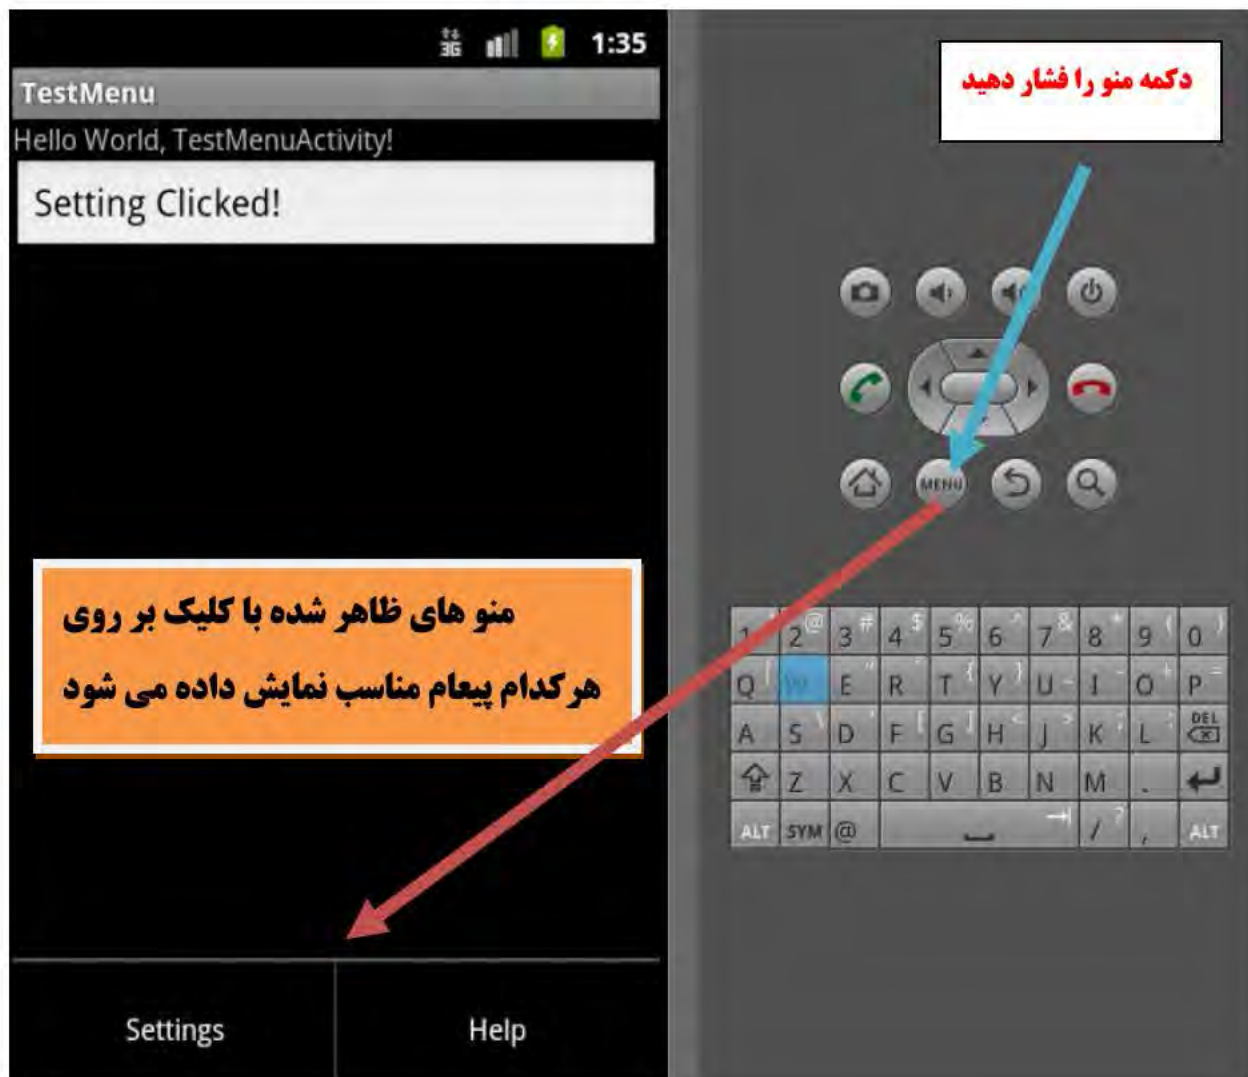 3G 1:35
TestMenu
Hello World, TestMenuActivity!
Setting Clicked!
دکمه منو را فشار دهید
MENU
منو های ظاهر شده با کلیک بر روی
هرکدام پیعام مناسب نمایش داده می شود
1 2 @ 3 # 4 $ 5 % 6 ^ 7 & 8 * 9 ( 0 )
Q | W E " R ` T { Y } U _ I - O + P =
A S \ D ' F [ G ] H < J > K ; L : DEL
Z X C V B N M .
ALT SYM @ / ? , ALT
Settings Help